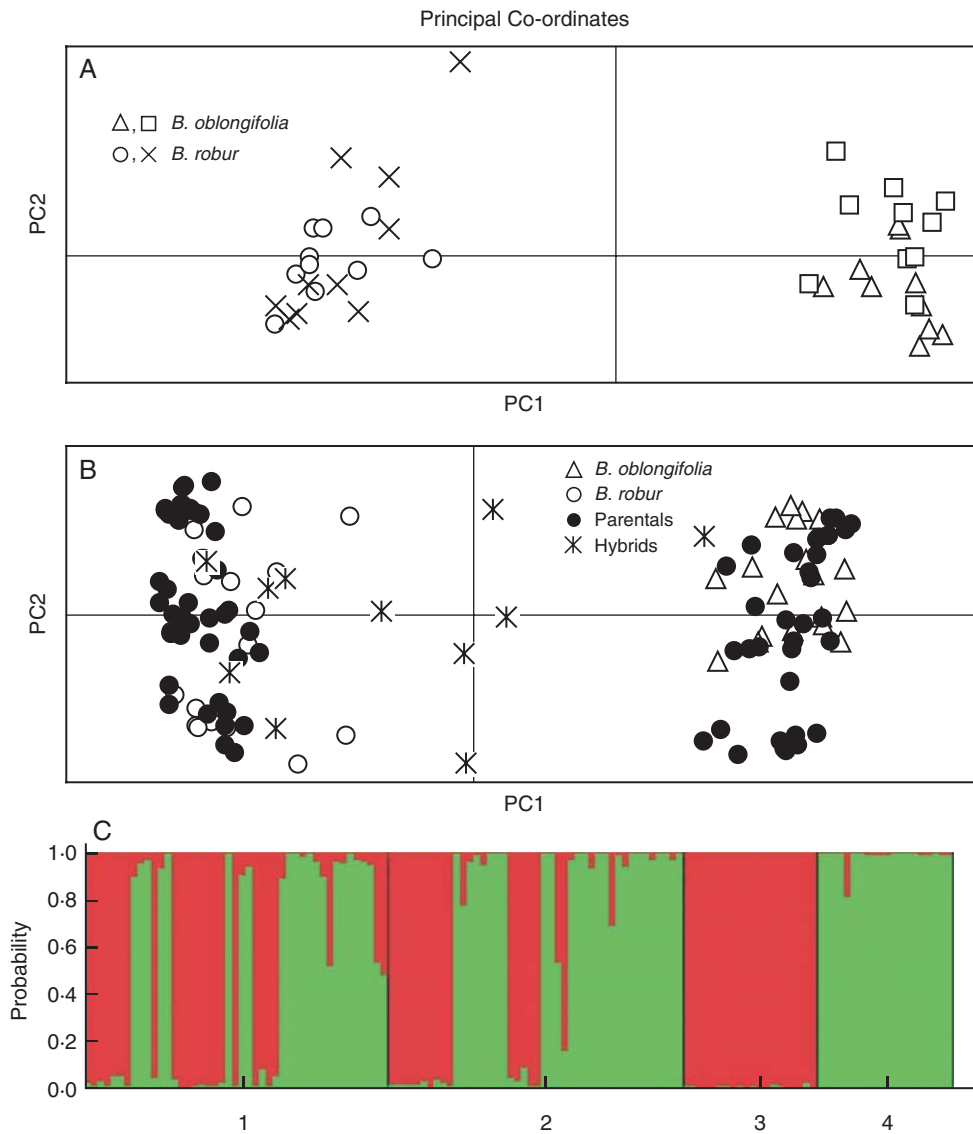 Principal Co-ordinates
A
△, □ B. oblongifolia
○, × B. robur
PC2
PC1
B
△ B. oblongifolia
○ B. robur
● Parentals
Hybrids
PC2
PC1
C
1·0
0·8
0·6
0·4
0·2
0·0
Probability
1 2 3 4